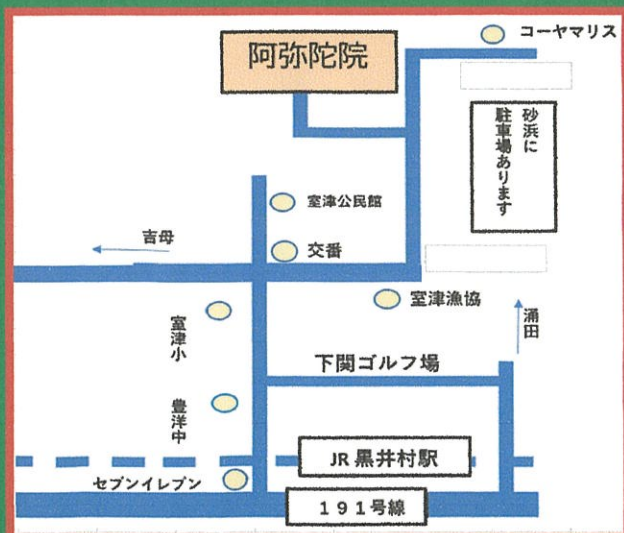 コーヤマリス
阿弥陀院
砂浜に
駐車場あります
室津公民館
吉母
交番
室津漁協
涌田
室津小
下関ゴルフ場
豊洋中
JR 黒井村駅
セブンイレブン
191号線